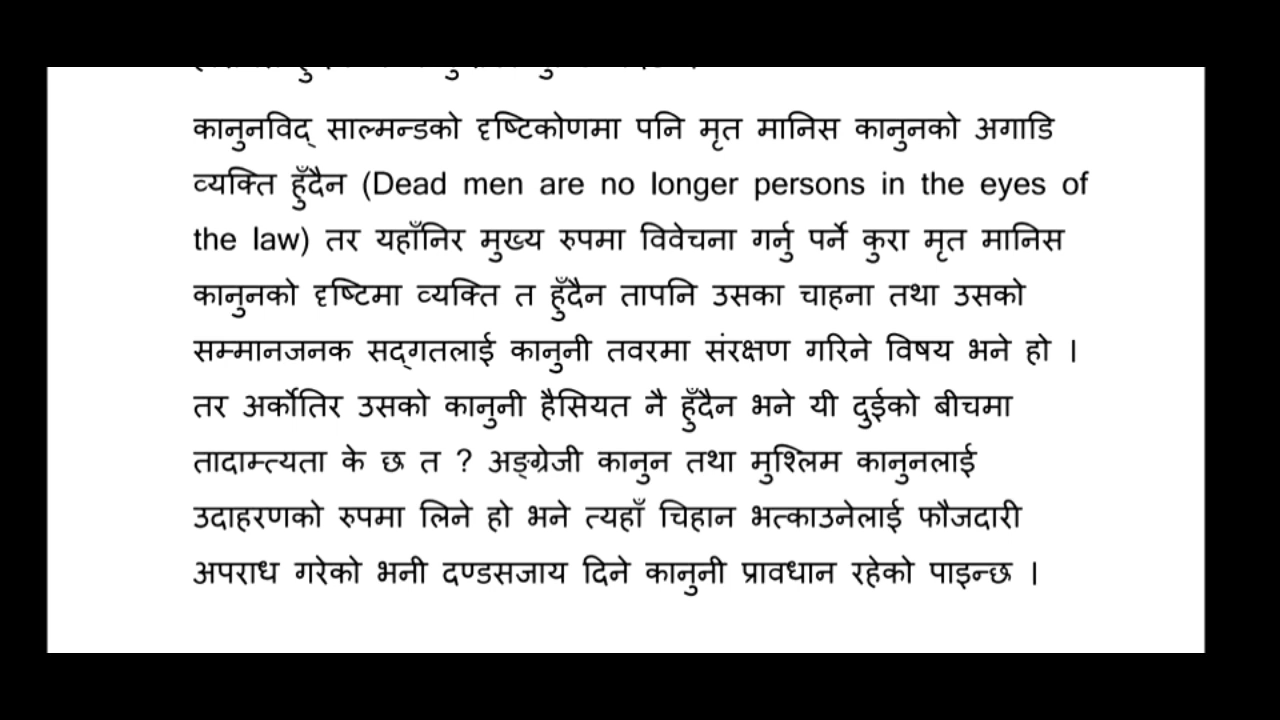 कानुनविद् साल्मन्डको दृष्टिकोणमा पनि मृत मानिस कानुनको अगाडि
व्यक्ति हुँदैन (Dead men are no longer persons in the eyes of
the law) तर यहाँनिर मुख्य रुपमा विवेचना गर्नु पर्ने कुरा मृत मानिस
कानुनको दृष्टिमा व्यक्ति त हुँदैन तापनि उसका चाहना तथा उसको
सम्मानजनक सद्‌गतलाई कानुनी तवरमा संरक्षण गरिने विषय भने हो ।
तर अर्कोतिर उसको कानुनी हैसियत नै हुँदैन भने यी दुईको बीचमा
तादाम्त्यता के छ त ? अङ्ग्रेजी कानुन तथा मुश्लिम कानुनलाई
उदाहरणको रुपमा लिने हो भने त्यहाँ चिहान भत्काउनेलाई फौजदारी
अपराध गरेको भनी दण्डसजाय दिने कानुनी प्रावधान रहेको पाइन्छ ।